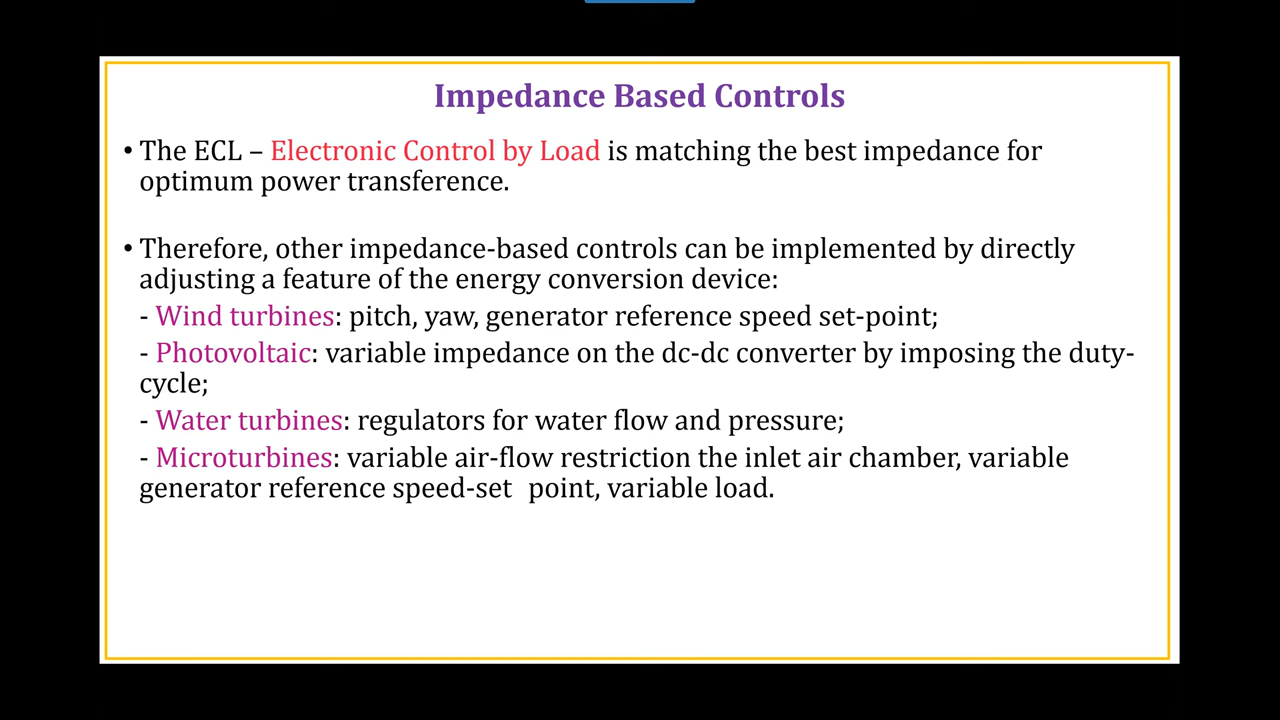 Impedance Based Controls
• The ECL – Electronic Control by Load is matching the best impedance for
optimum power transference.
• Therefore, other impedance-based controls can be implemented by directly
adjusting a feature of the energy conversion device:
- Wind turbines: pitch, yaw, generator reference speed set-point;
- Photovoltaic: variable impedance on the dc-dc converter by imposing the duty-
cycle;
- Water turbines: regulators for water flow and pressure;
- Microturbines: variable air-flow restriction the inlet air chamber, variable
generator reference speed-set point, variable load.